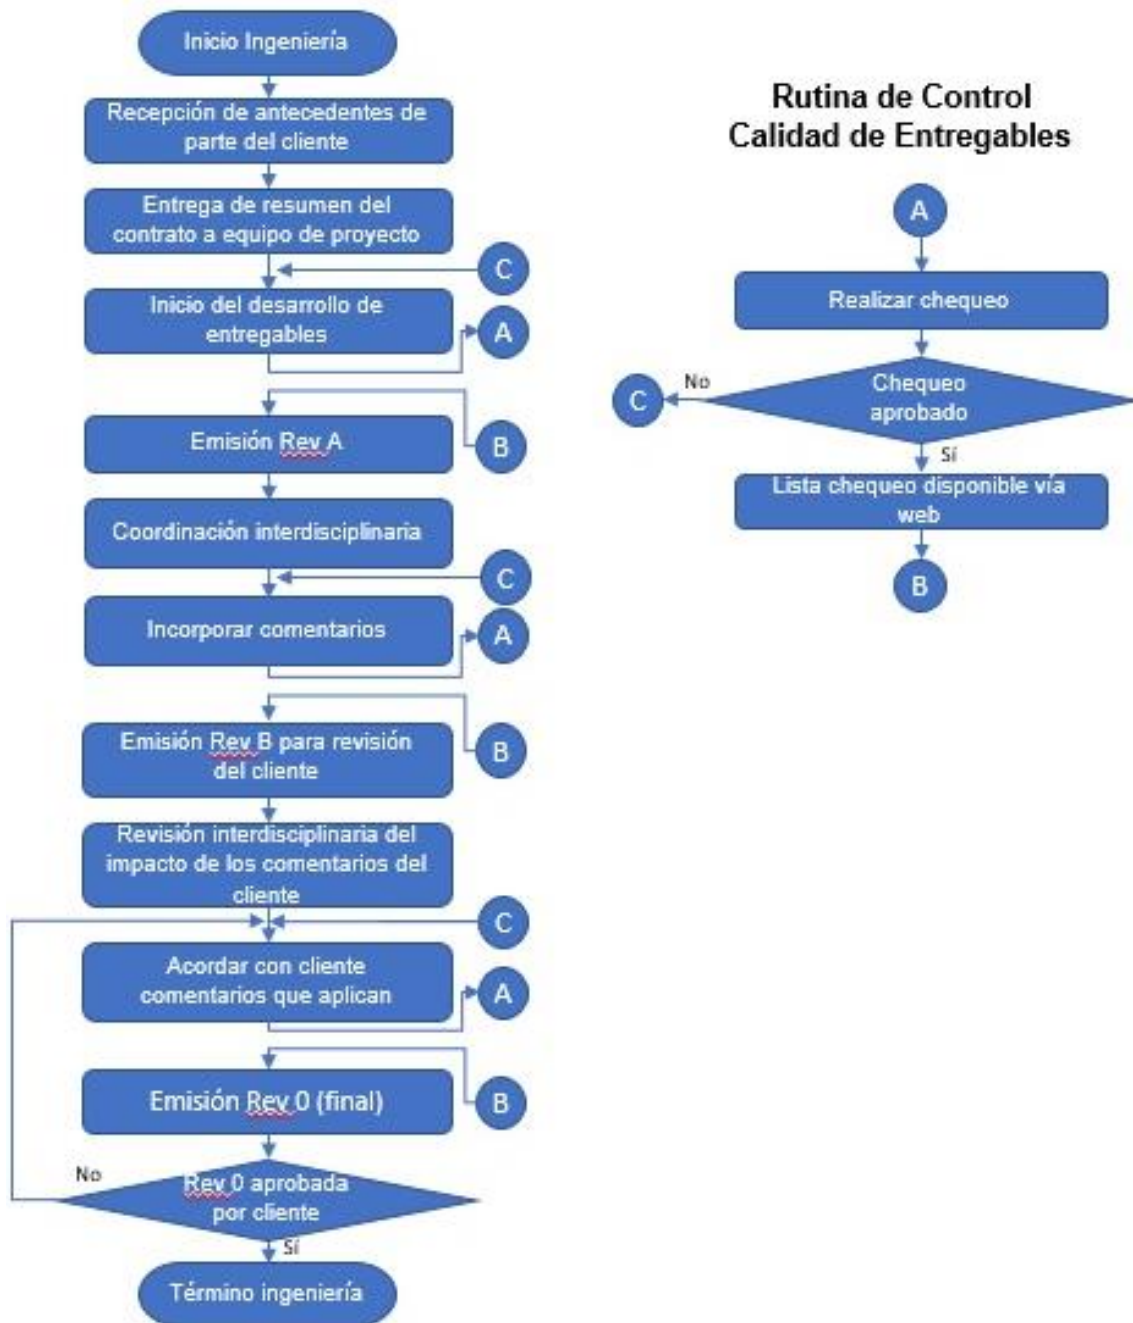 Inicio Ingeniería
Recepción de antecedentes de
parte del cliente
Entrega de resumen del
contrato a equipo de proyecto
C
Inicio del desarrollo de
entregables
A
B
Emisión Rev A
Coordinación interdisciplinaria
C
Incorporar comentarios
A
Emisión Rev B para revisión
del cliente
B
Revisión interdisciplinaria del
impacto de los comentarios del
cliente
C
Acordar con cliente
comentarios que aplican
A
Emisión Rev 0 (final)
B
No
Rev 0 aprobada
por cliente
Sí
Término ingeniería
Rutina de Control
Calidad de Entregables
A
Realizar chequeo
No
C
Chequeo
aprobado
Sí
Lista chequeo disponible vía
web
B